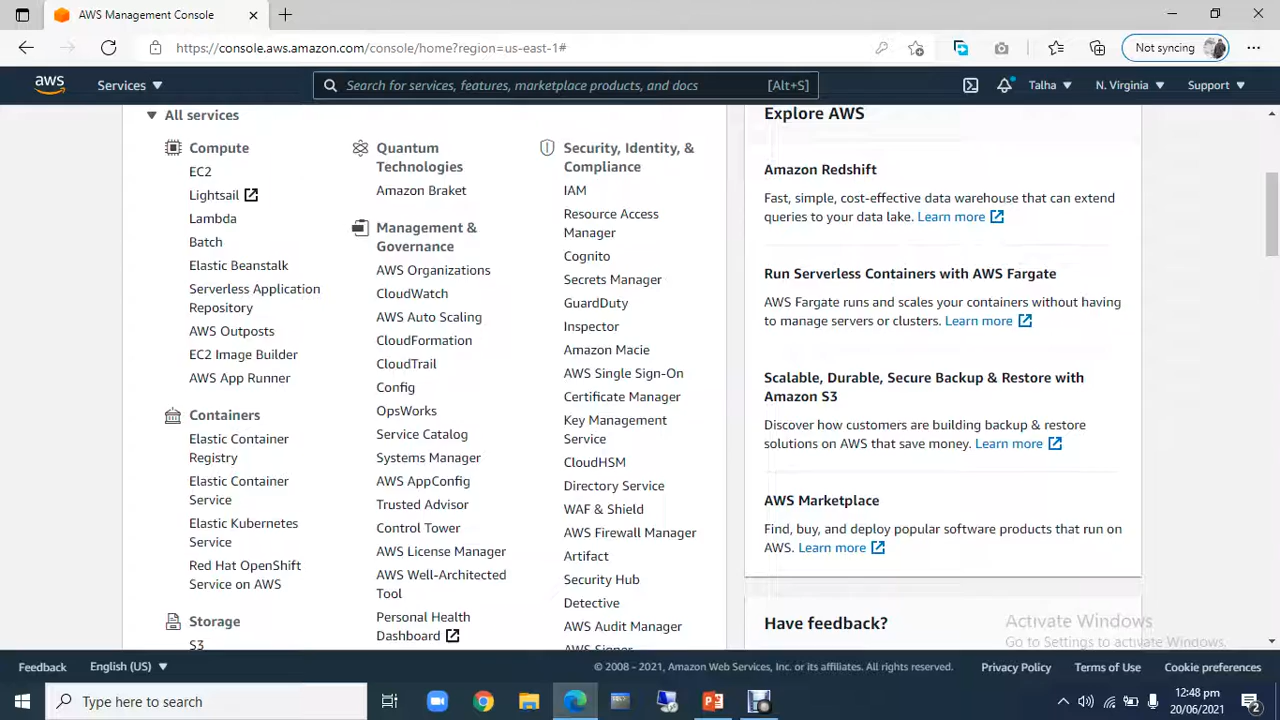 AWS Management Console
https://console.aws.amazon.com/console/home?region=us-east-1#
Not syncing
aws
Services
Search for services, features, marketplace products, and docs
[Alt+S]
Talha
N. Virginia
Support
All services
Compute
EC2
Lightsail
Lambda
Batch
Elastic Beanstalk
Serverless Application
Repository
AWS Outposts
EC2 Image Builder
AWS App Runner
Containers
Elastic Container
Registry
Elastic Container
Service
Elastic Kubernetes
Service
Red Hat OpenShift
Service on AWS
Storage
S3
Quantum
Technologies
Amazon Braket
Management &
Governance
AWS Organizations
CloudWatch
AWS Auto Scaling
CloudFormation
CloudTrail
Config
OpsWorks
Service Catalog
Systems Manager
AWS AppConfig
Trusted Advisor
Control Tower
AWS License Manager
AWS Well-Architected
Tool
Personal Health
Dashboard
Security, Identity, &
Compliance
IAM
Resource Access
Manager
Cognito
Secrets Manager
GuardDuty
Inspector
Amazon Macie
AWS Single Sign-On
Certificate Manager
Key Management
Service
CloudHSM
Directory Service
WAF & Shield
AWS Firewall Manager
Artifact
Security Hub
Detective
AWS Audit Manager
AWS Signer
Explore AWS
Amazon Redshift
Fast, simple, cost-effective data warehouse that can extend
queries to your data lake. Learn more
Run Serverless Containers with AWS Fargate
AWS Fargate runs and scales your containers without having
to manage servers or clusters. Learn more
Scalable, Durable, Secure Backup & Restore with
Amazon S3
Discover how customers are building backup & restore
solutions on AWS that save money. Learn more
AWS Marketplace
Find, buy, and deploy popular software products that run on
AWS. Learn more
Have feedback?
Activate Windows
Go to Settings to activate Windows.
Feedback
English (US)
© 2008 - 2021, Amazon Web Services, Inc. or its affiliates. All rights reserved.
Privacy Policy
Terms of Use
Cookie preferences
Type here to search
12:48 pm
20/06/2021
2